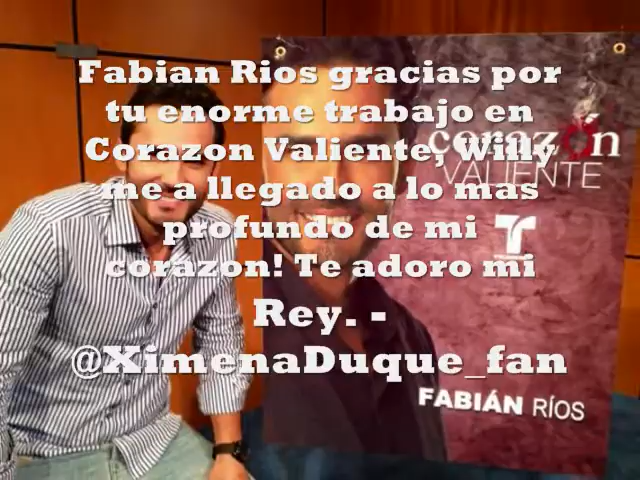 Fabian Rios gracias por
tu enorme trabajo en
Corazon Valiente, Willy
me a llegado a lo mas
profundo de mi
corazon! Te adoro mi
Rey. -
@XimenaDuque_fan
corazón
VALIENTE
FABIÁN RÍOS